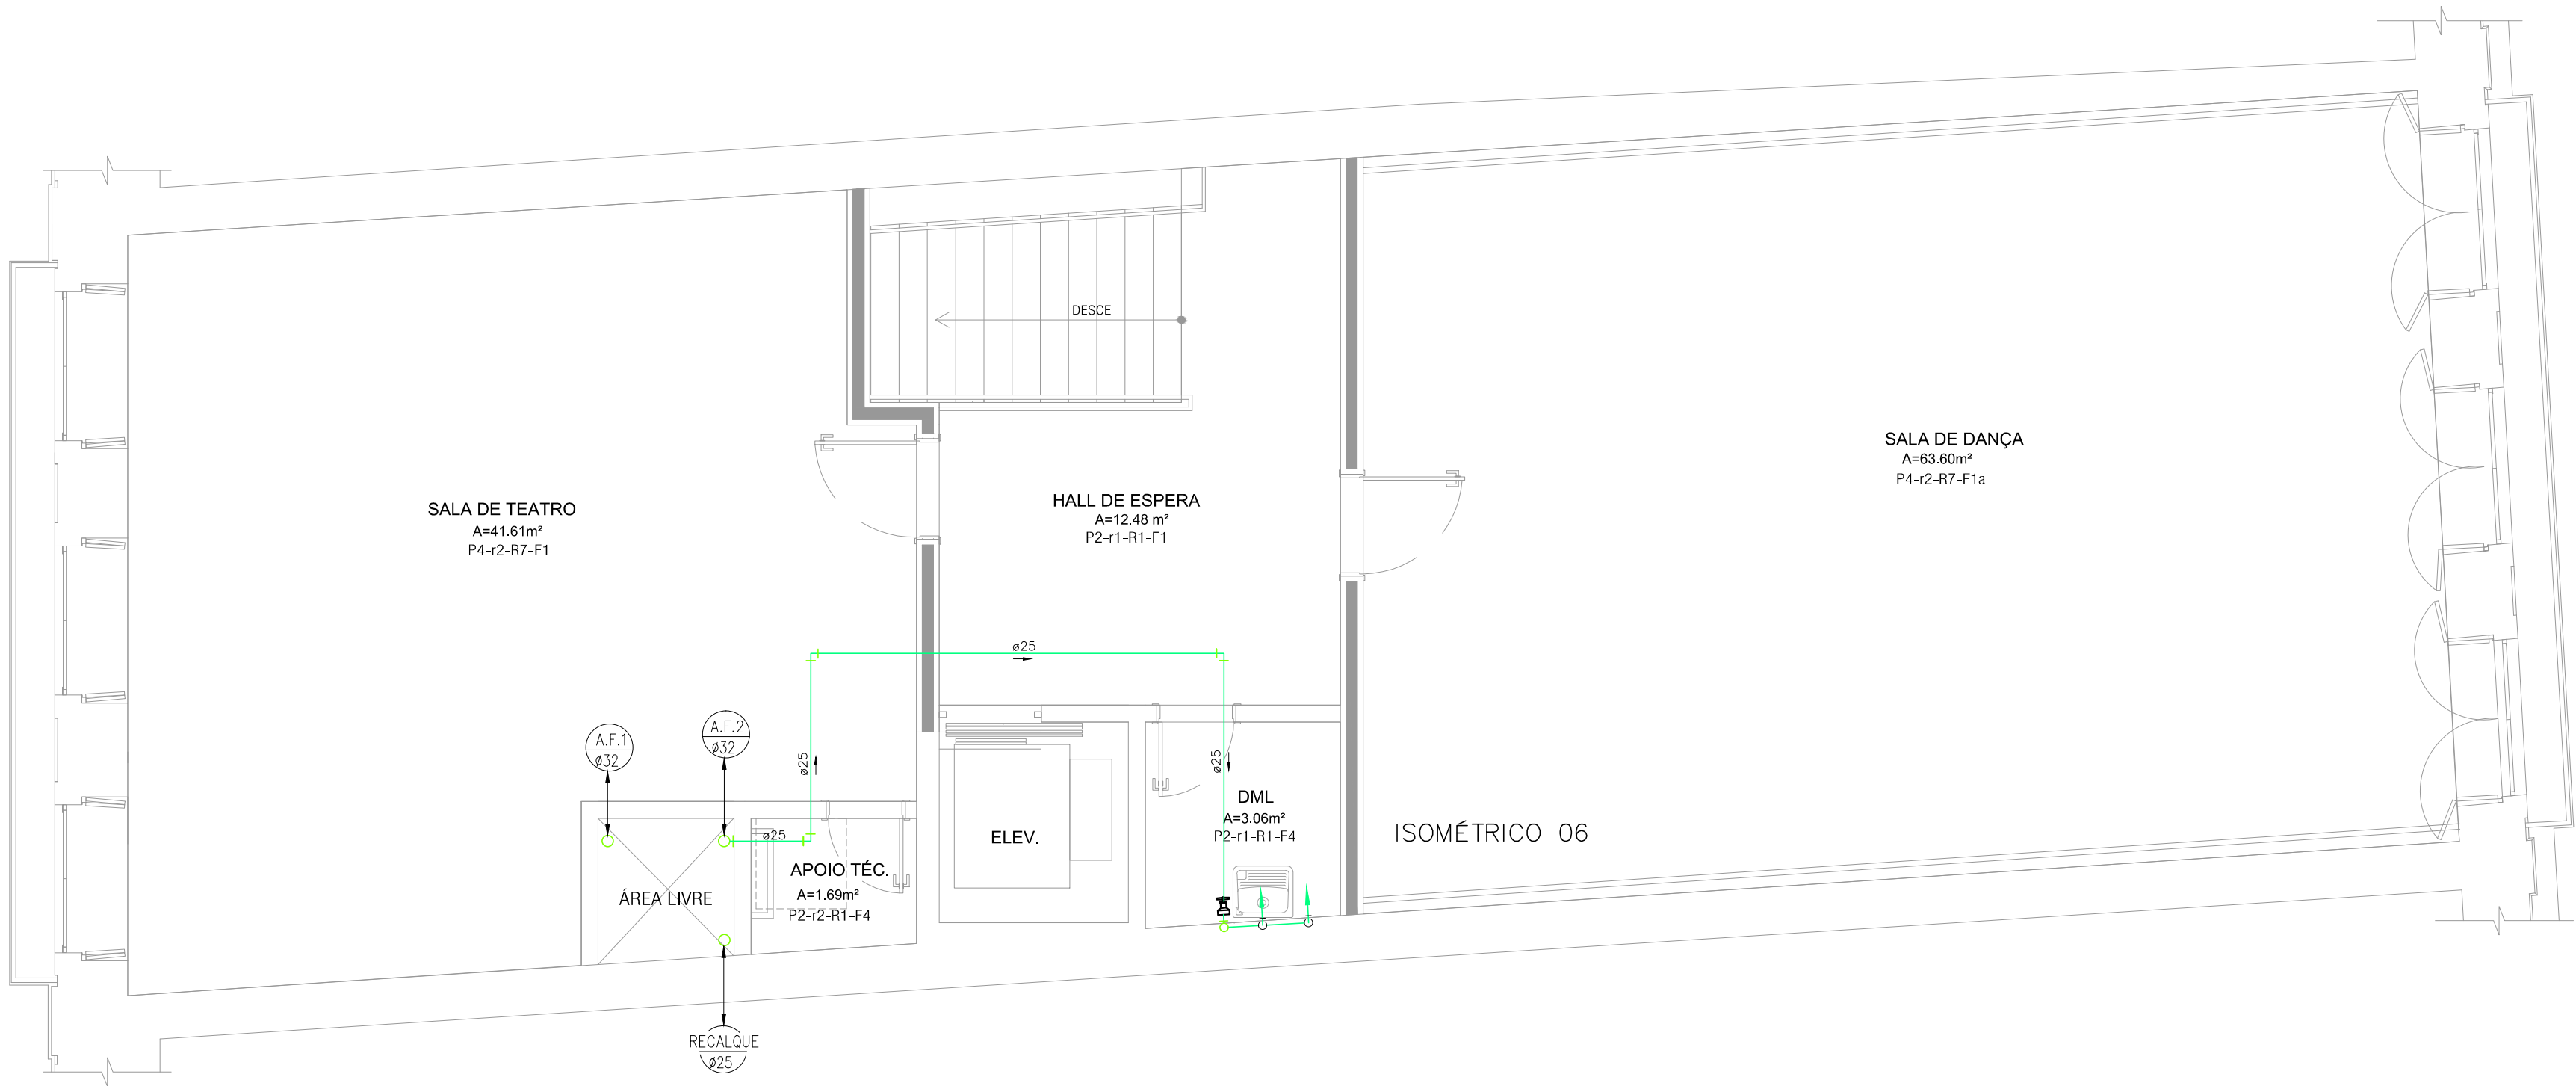 DESCE
SALA DE TEATRO
A=41.61m²
P4-r2-R7-F1
HALL DE ESPERA
A=12.48 m²
P2-r1-R1-F1
SALA DE DANÇA
A=63.60m²
P4-r2-R7-F1a
ø25
A.F.1
ø32
A.F.2
ø32
ø25
ø25
ø25
DML
A=3.06m²
P2-r1-R1-F4
ELEV.
ISOMÉTRICO 06
APOIO TÉC.
A=1.69m²
P2-r2-R1-F4
ÁREA LIVRE
RECALQUE
ø25